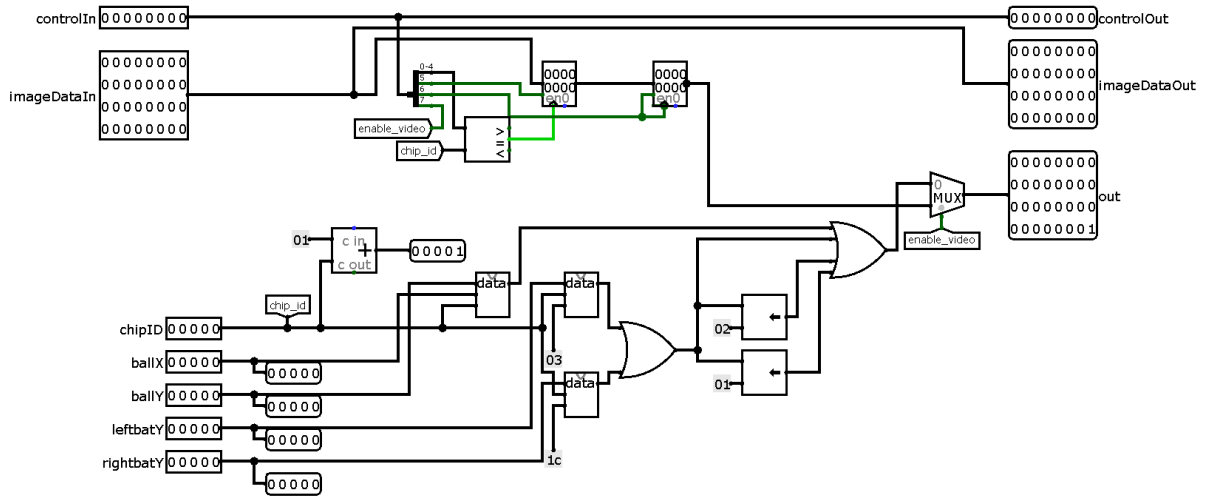 controlIn
00000000
00000000
controlOut
imageDataIn
00000000
00000000
00000000
00000000
0-4
5
6
7
enable_video
chip_id
>
=
<
0000
0000
en0
0000
0000
en0
00000000
00000000
00000000
00000000
imageDataOut
00000000
00000000
00000000
00000001
out
0
MUX
enable_video
01
c in
+
c out
00001
chip_id
data
data
data
03
1c
02
01
chipID
00000
ballX
00000
00000
ballY
00000
00000
leftbatY
00000
00000
rightbatY
00000
00000